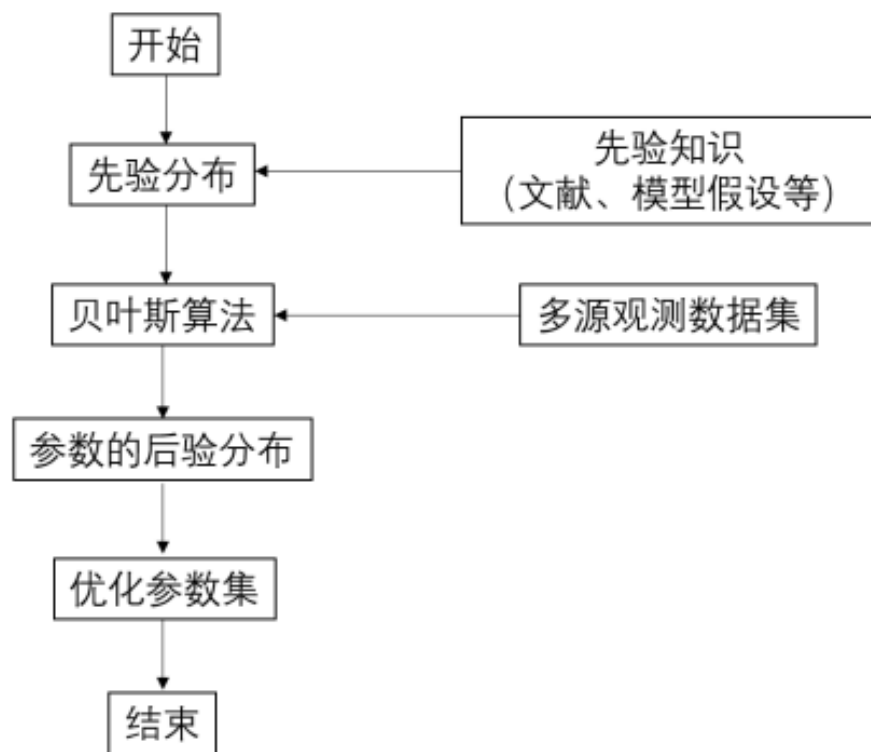 开始
先验分布
先验知识
（文献、模型假设等）
贝叶斯算法
多源观测数据集
参数的后验分布
优化参数集
结束